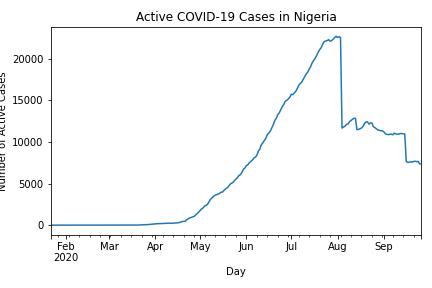 Active COVID-19 Cases in Nigeria
Number of Active Cases
20000
15000
10000
5000
0
Feb Mar Apr May Jun Jul Aug Sep
2020
Day